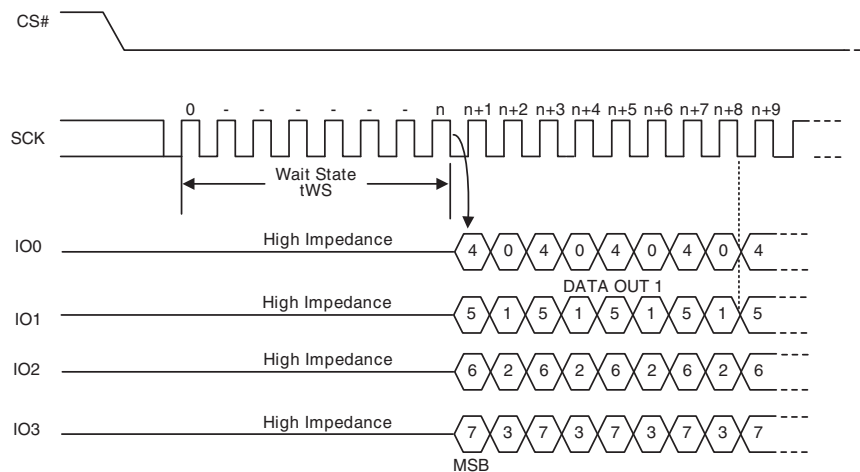 CS#
0 - - - - - - n n+1 n+2 n+3 n+4 n+5 n+6 n+7 n+8 n+9
SCK
Wait State
tWS
IO0 High Impedance 4 0 4 0 4 0 4 0 4
DATA OUT 1
IO1 High Impedance 5 1 5 1 5 1 5 1 5
IO2 High Impedance 6 2 6 2 6 2 6 2 6
IO3 High Impedance 7 3 7 3 7 3 7 3 7
MSB